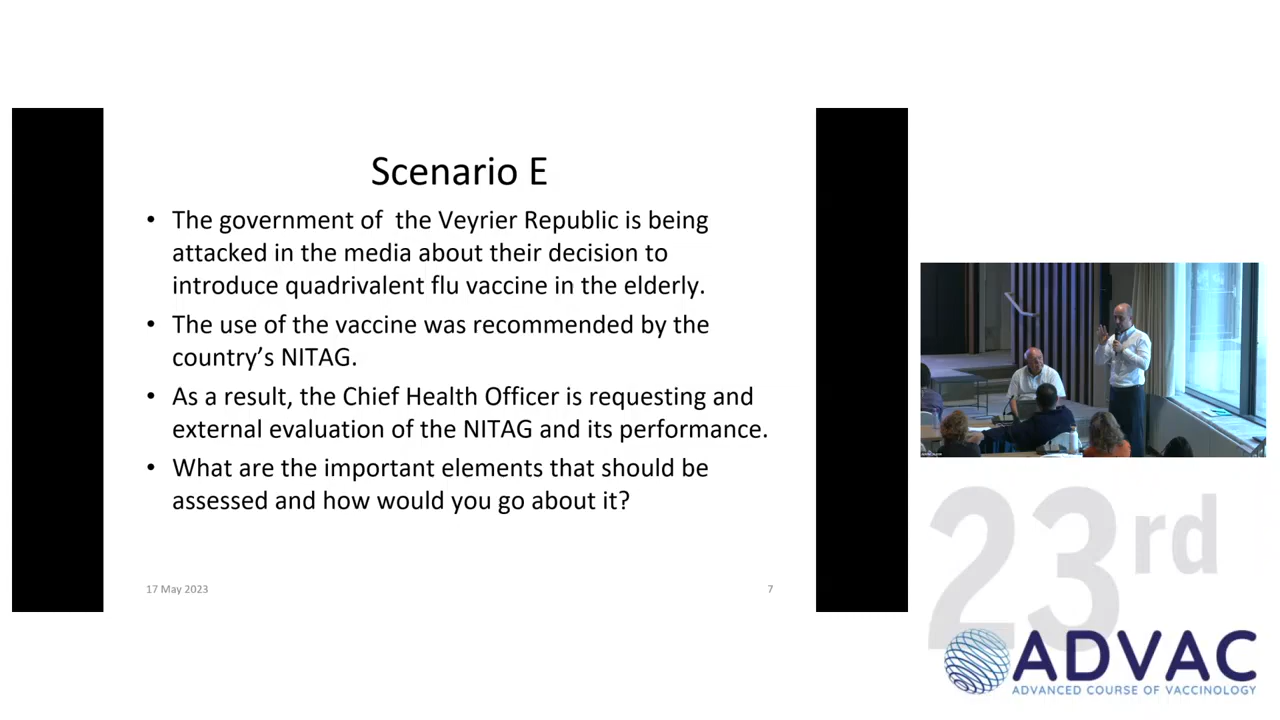 Scenario E
• The government of  the Veyrier Republic is being
attacked in the media about their decision to
introduce quadrivalent flu vaccine in the elderly.
• The use of the vaccine was recommended by the
country's NITAG.
• As a result, the Chief Health Officer is requesting and
external evaluation of the NITAG and its performance.
• What are the important elements that should be
assessed and how would you go about it?
17 May 2023
7
23rd
ADVAC
ADVANCED COURSE OF VACCINOLOGY